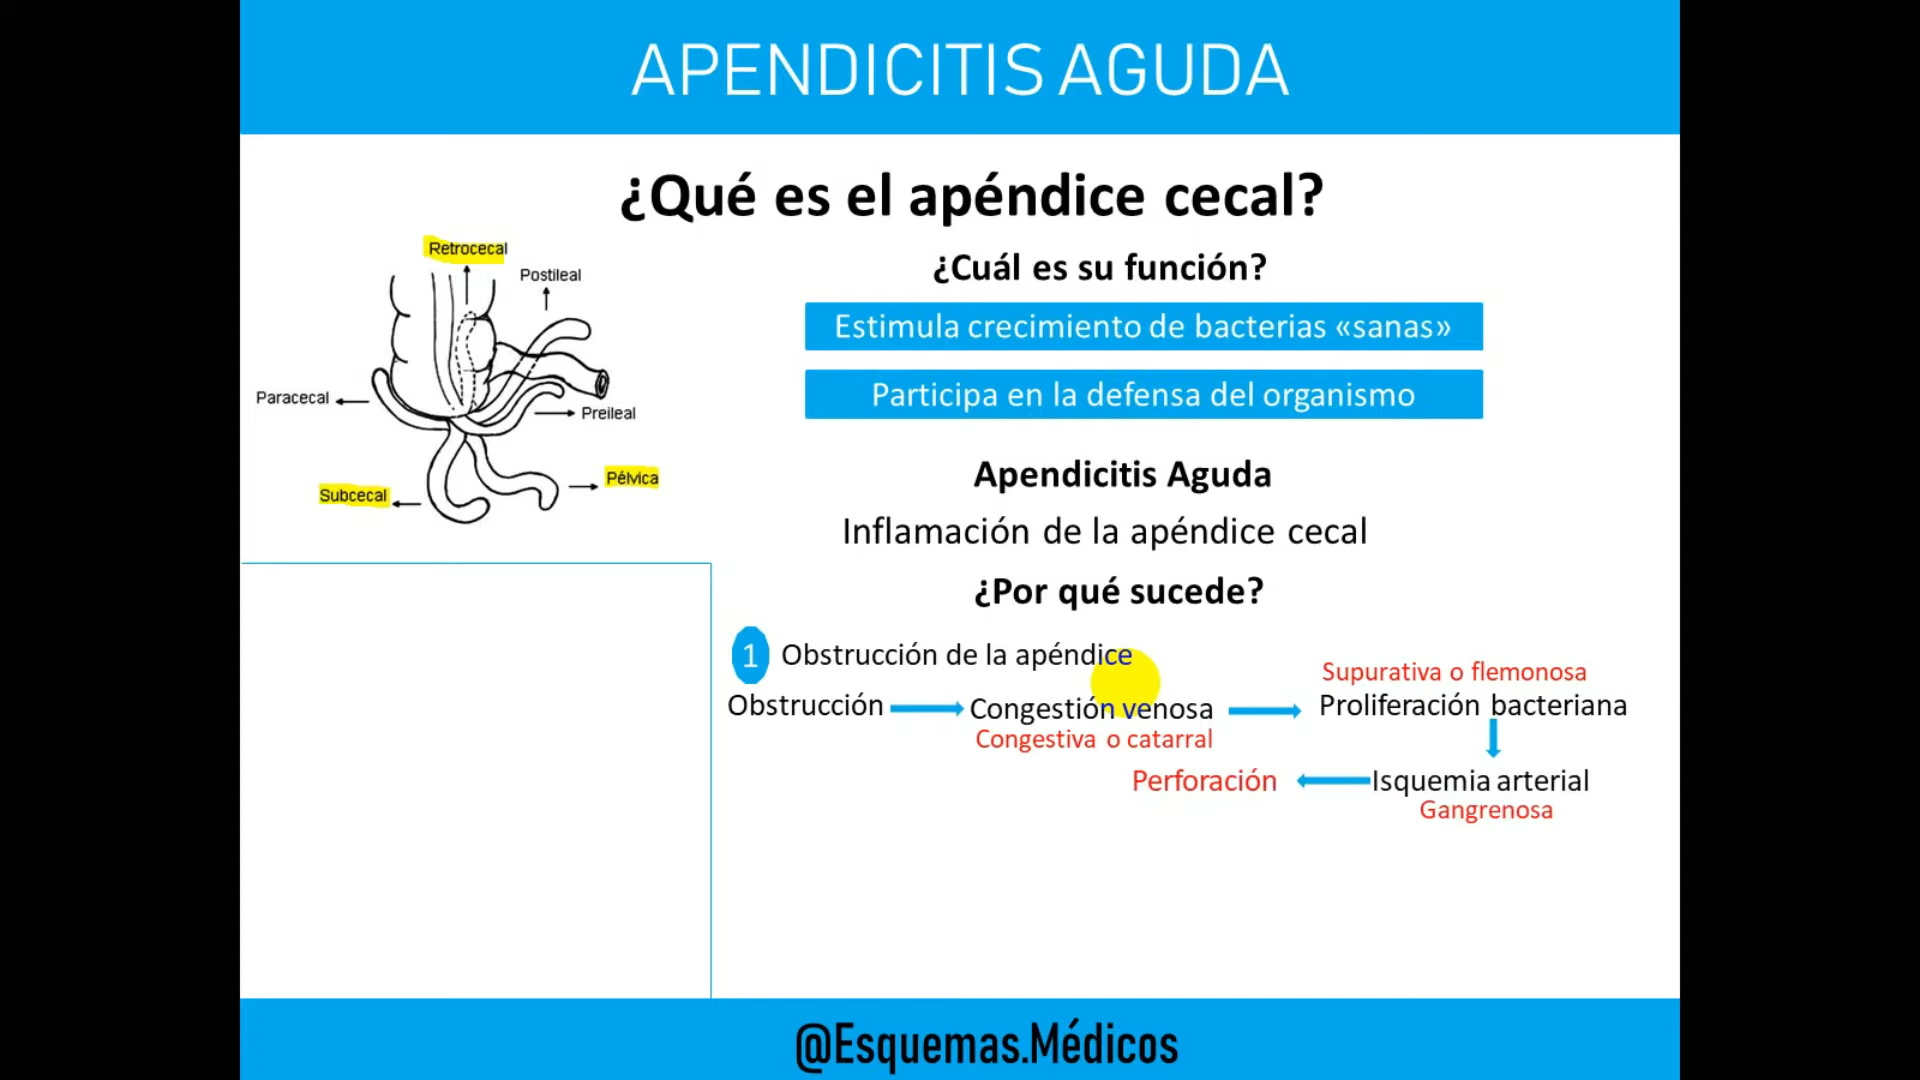 APENDICITIS AGUDA
¿Qué es el apéndice cecal?
Retrocecal
Postileal
Paracecal
Preileal
Pélvica
Subcecal
¿Cuál es su función?
Estimula crecimiento de bacterias «sanas»
Participa en la defensa del organismo
Apendicitis Aguda
Inflamación de la apéndice cecal
¿Por qué sucede?
1 Obstrucción de la apéndice
Supurativa o flemonosa
Obstrucción Congestión venosa Proliferación bacteriana
Congestiva o catarral
Perforación Isquemia arterial
Gangrenosa
@Esquemas.Médicos